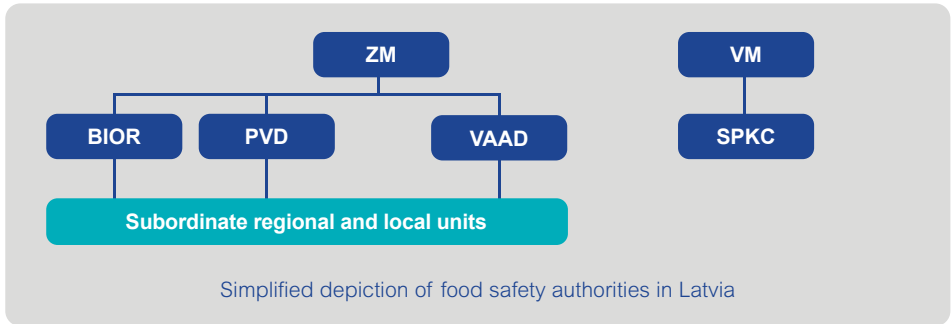 ZM
VM
BIOR
PVD
VAAD
SPKC
Subordinate regional and local units
Simplified depiction of food safety authorities in Latvia